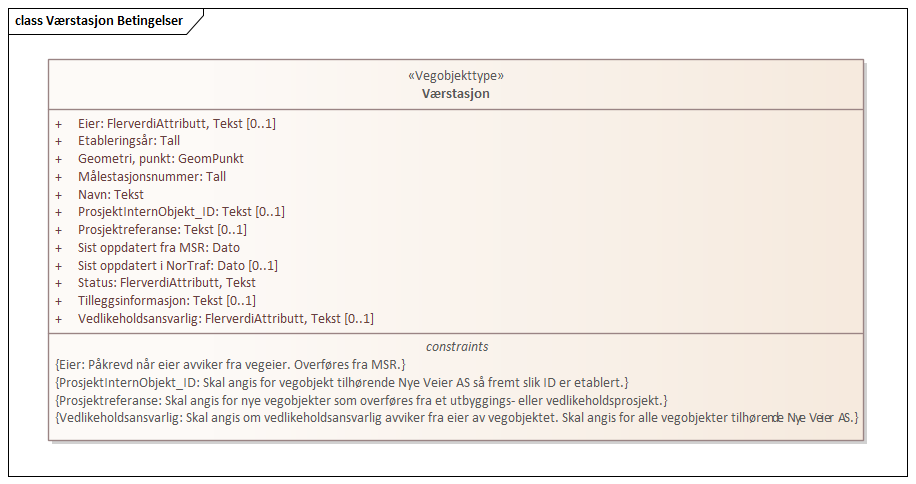 class Værstasjon Betingelser
«Vegobjekttype»
Værstasjon
+ Eier: FlerverdiAttributt, Tekst [0..1]
+ Etableringsår: Tall
+ Geometri, punkt: GeomPunkt
+ Målestasjonsnummer: Tall
+ Navn: Tekst
+ ProsjektInternObjekt_ID: Tekst [0..1]
+ Prosjektreferanse: Tekst [0..1]
+ Sist oppdatert fra MSR: Dato
+ Sist oppdatert i NorTraf: Dato [0..1]
+ Status: FlerverdiAttributt, Tekst
+ Tilleggsinformasjon: Tekst [0..1]
+ Vedlikeholdsansvarlig: FlerverdiAttributt, Tekst [0..1]
constraints
{Eier: Påkrevd når eier avviker fra vegeier. Overføres fra MSR.}
{ProsjektInternObjekt_ID: Skal angis for vegobjekt tilhørende Nye Veier AS så fremt slik ID er etablert.}
{Prosjektreferanse: Skal angis for nye vegobjekter som overføres fra et utbyggings- eller vedlikeholdsprosjekt.}
{Vedlikeholdsansvarlig: Skal angis om vedlikeholdsansvarlig avviker fra eier av vegobjektet. Skal angis for alle vegobjekter tilhørende Nye Veier AS.}